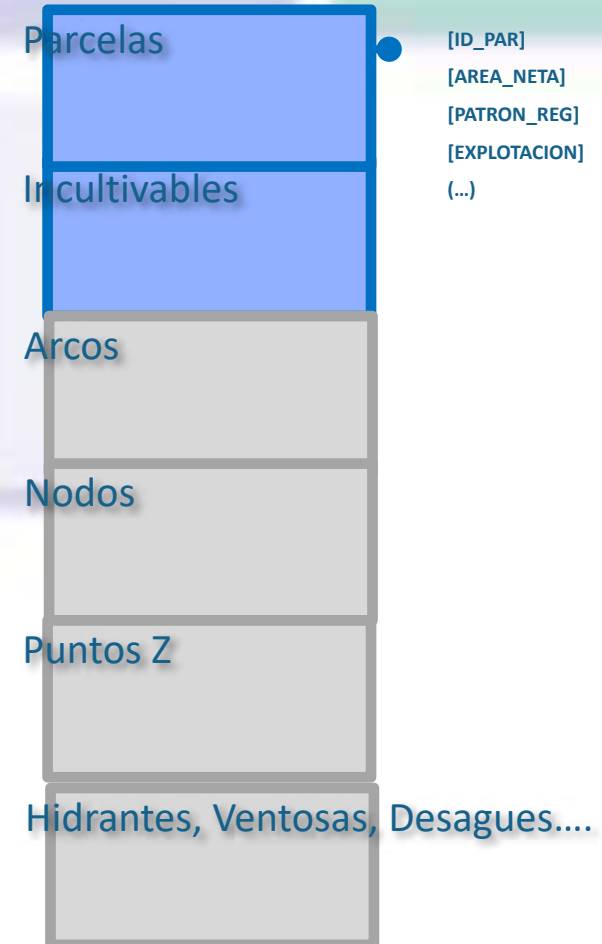 Parcelas
[ID_PAR]
[AREA_NETA]
[PATRON_REG]
[EXPLOTACION]
(...)
Incultivables
Arcos
Nodos
Puntos Z
Hidrantes, Ventosas, Desagues....